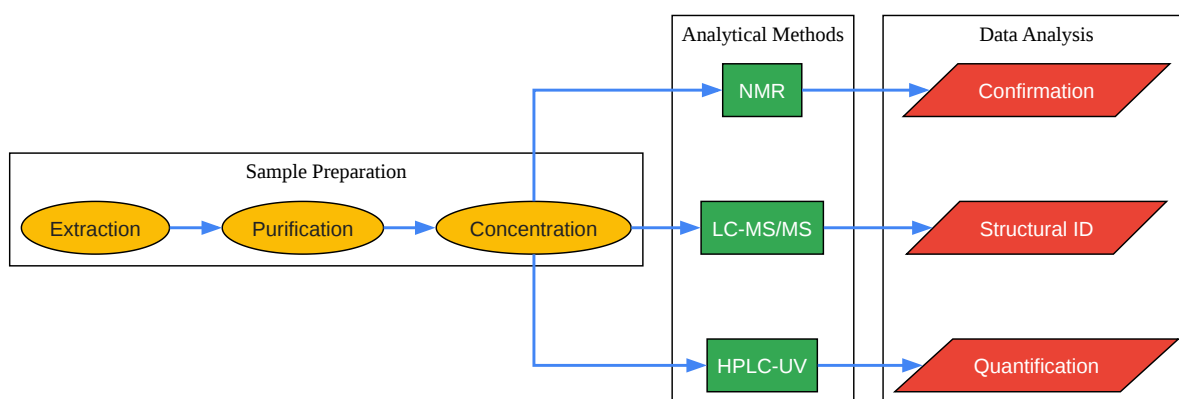 Analytical Methods
Data Analysis
NMR
Confirmation
Sample Preparation
Extraction
Purification
Concentration
LC-MS/MS
Structural ID
HPLC-UV
Quantification